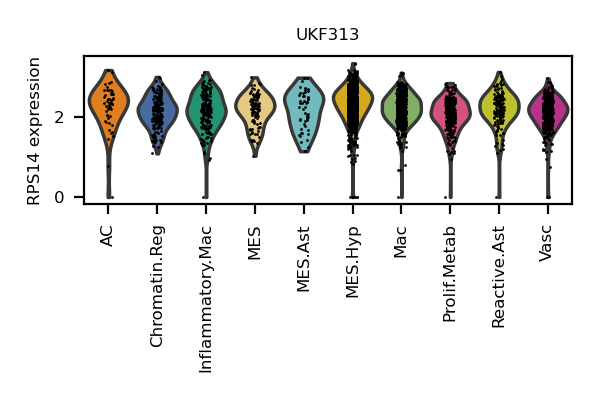 UKF313
RPS14 expression
2
0
AC
Chromatin.Reg
Inflammatory.Mac
MES
MES.Ast
MES.Hyp
Mac
Prolif.Metab
Reactive.Ast
Vasc